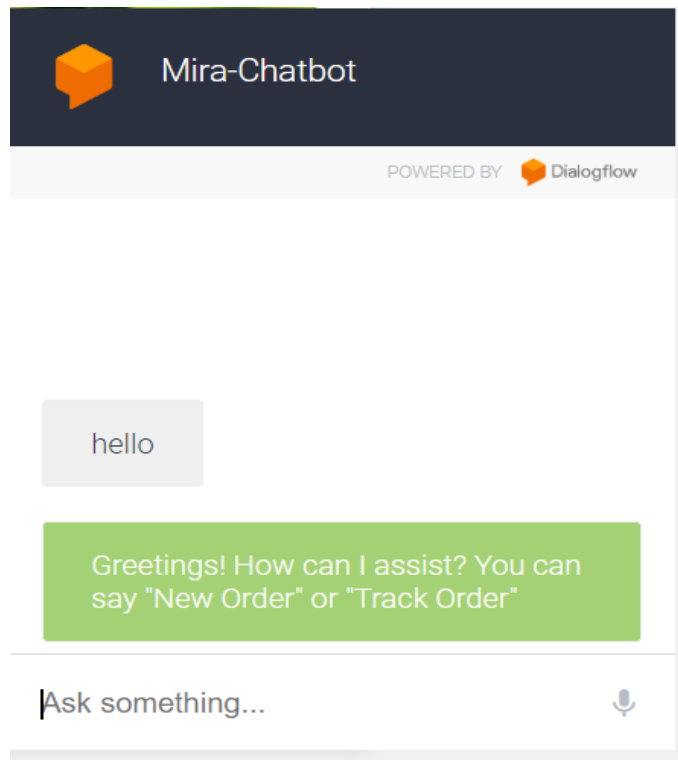 Mira-Chatbot
POWERED BY Dialogflow
hello
Greetings! How can I assist? You can
say "New Order" or "Track Order"
Ask something...